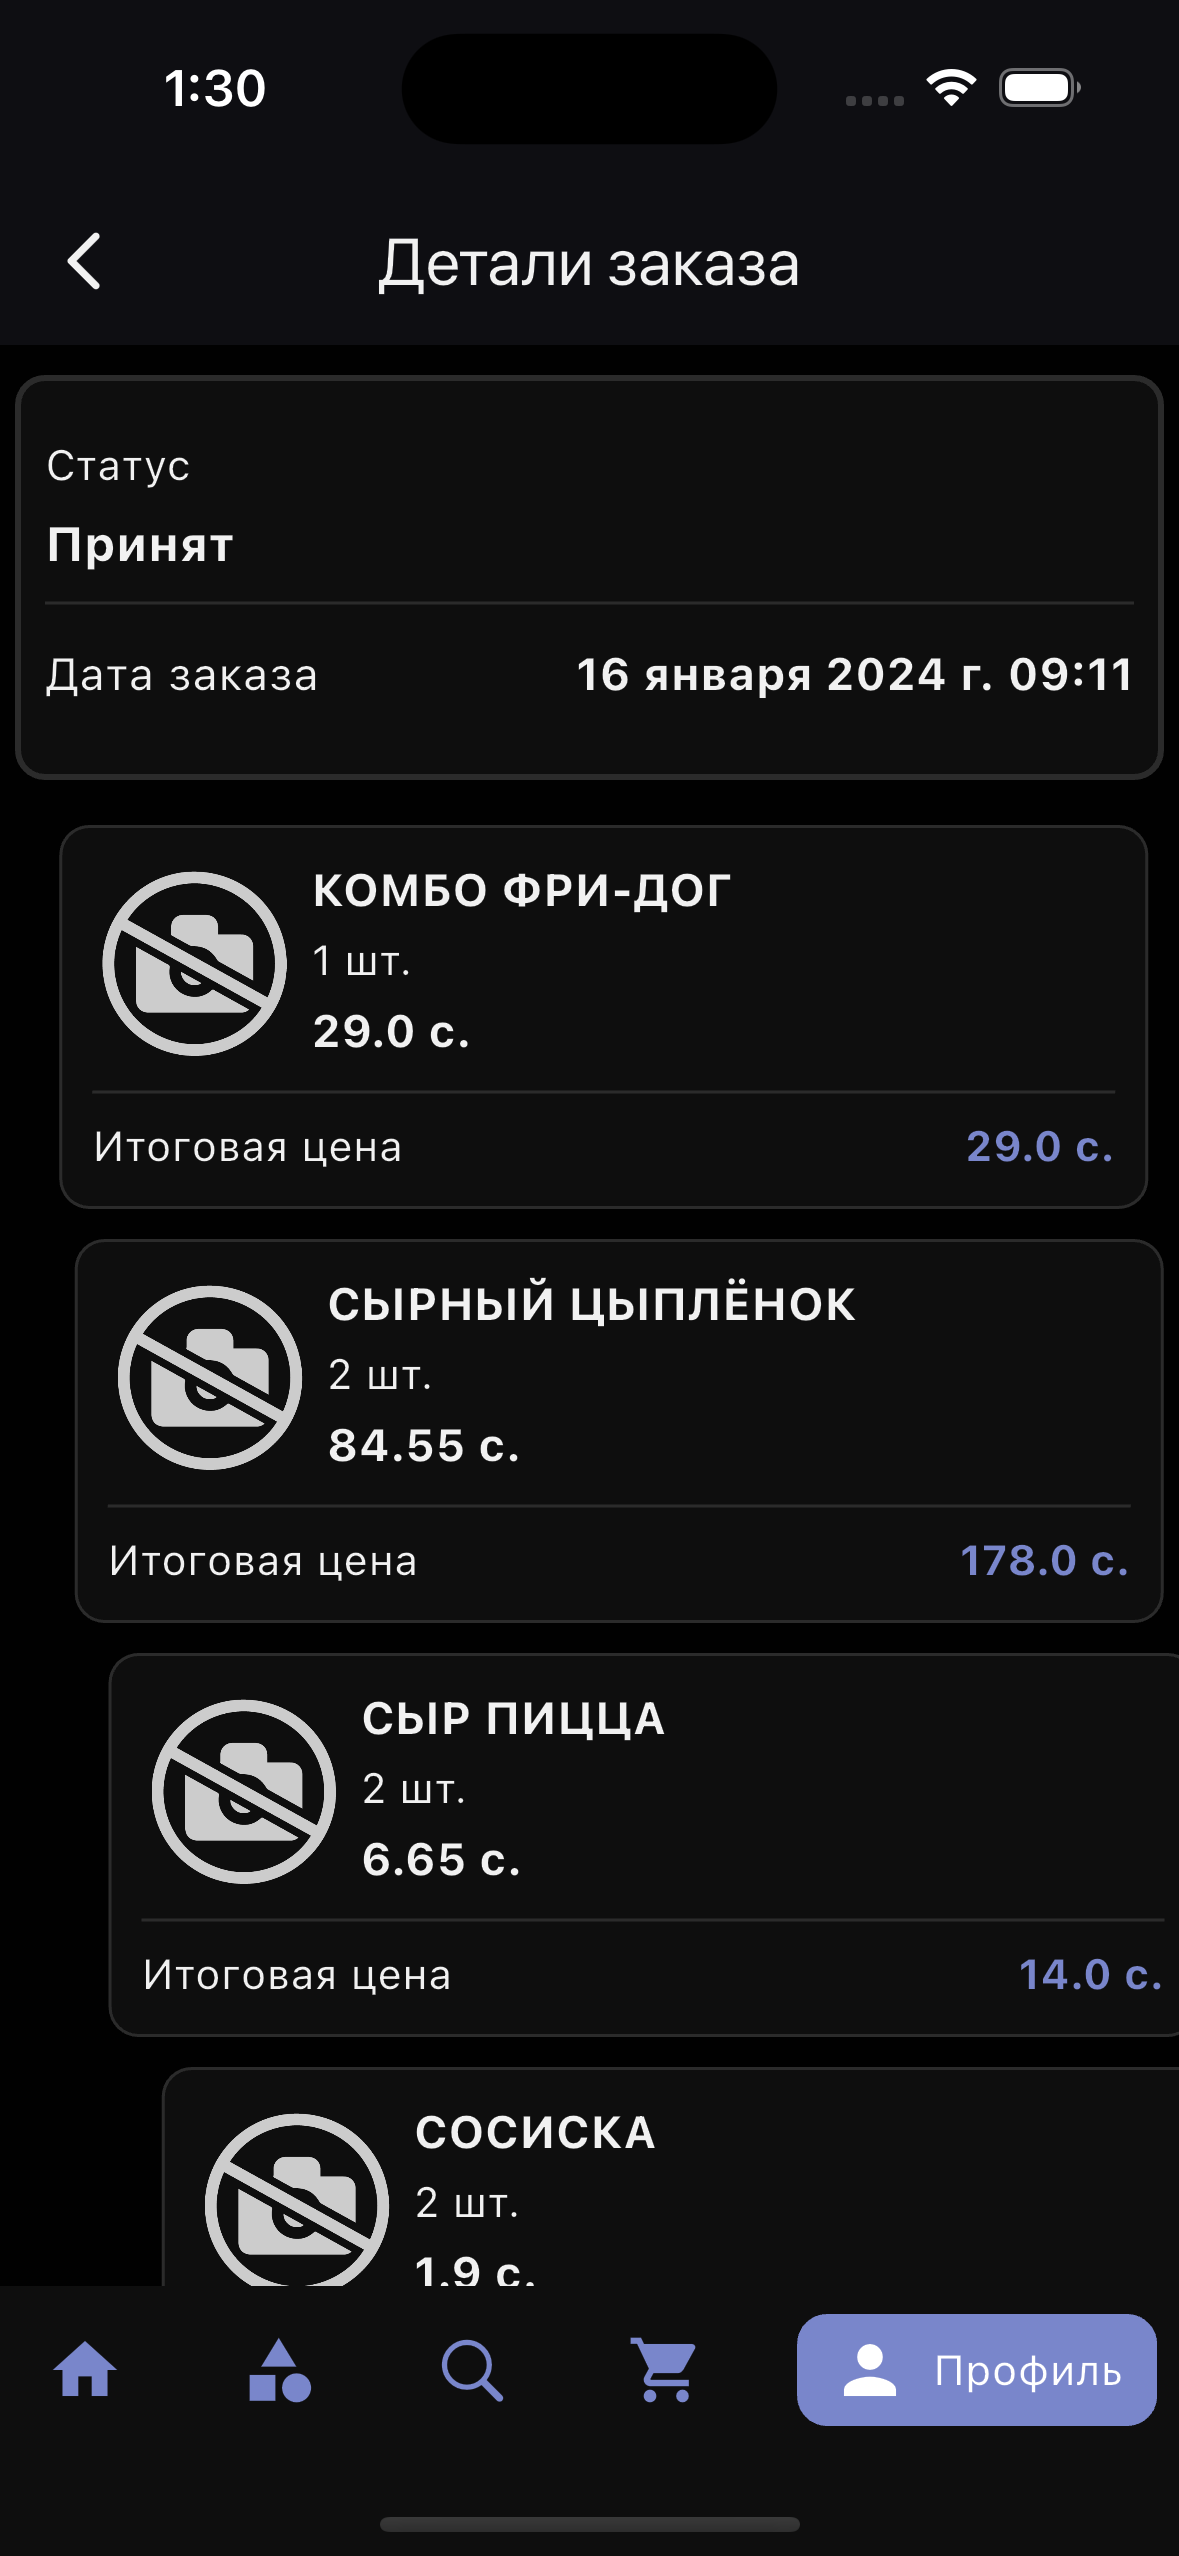 1:30
Детали заказа
Статус
Принят
Дата заказа 16 января 2024 г. 09:11
КОМБО ФРИ-ДОГ
1 шт.
29.0 с.
Итоговая цена 29.0 с.
СЫРНЫЙ ЦЫПЛЁНОК
2 шт.
84.55 с.
Итоговая цена 178.0 с.
СЫР ПИЦЦА
2 шт.
6.65 с.
Итоговая цена 14.0 с.
СОСИСКА
2 шт.
1.9 с.
Профиль